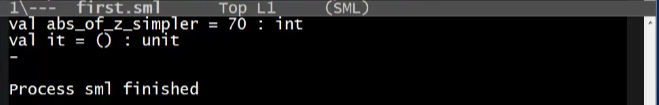 1\--- first.sml Top L1 (SML)
val abs_of_z_simpler = 70 : int
val it = () : unit
-
Process sml finished